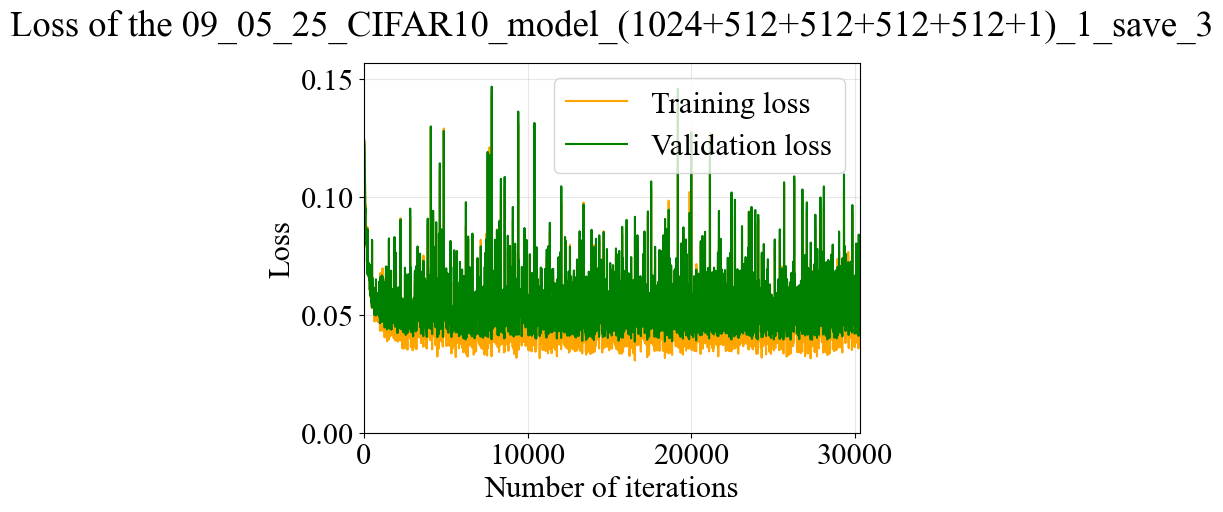 Loss of the 09_05_25_CIFAR10_model_(1024+512+512+512+512+1)_1_save_3
0.15
Training loss
Validation loss
0.10
Loss
0.05
0.00
0 10000 20000 30000
Number of iterations